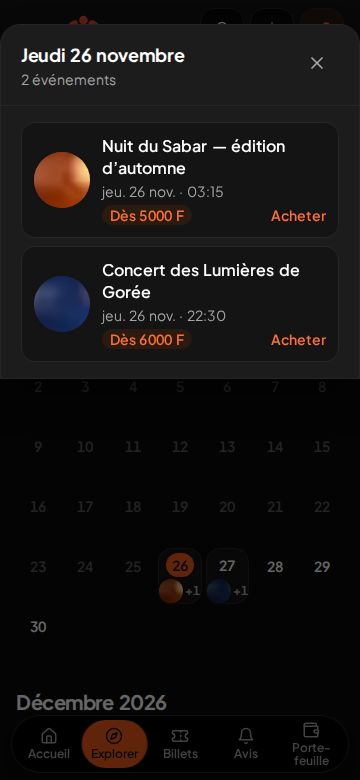 Jeudi 26 novembre
2 événements
Nuit du Sabar — édition
d’automne
jeu. 26 nov. · 03:15
Dès 5000 F Acheter
Concert des Lumières de
Gorée
jeu. 26 nov. · 22:30
Dès 6000 F Acheter
2 3 4 5 6 7 8
9 10 11 12 13 14 15
16 17 18 19 20 21 22
23 24 25 26 27 28 29
+1 +1
30
Décembre 2026
Accueil Explorer Billets Avis Porte-
feuille